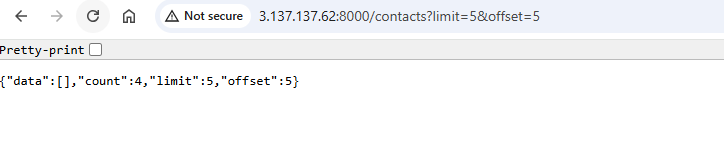 Not secure 3.137.137.62:8000/contacts?limit=5&offset=5
Pretty-print
{"data":[],"count":4,"limit":5,"offset":5}